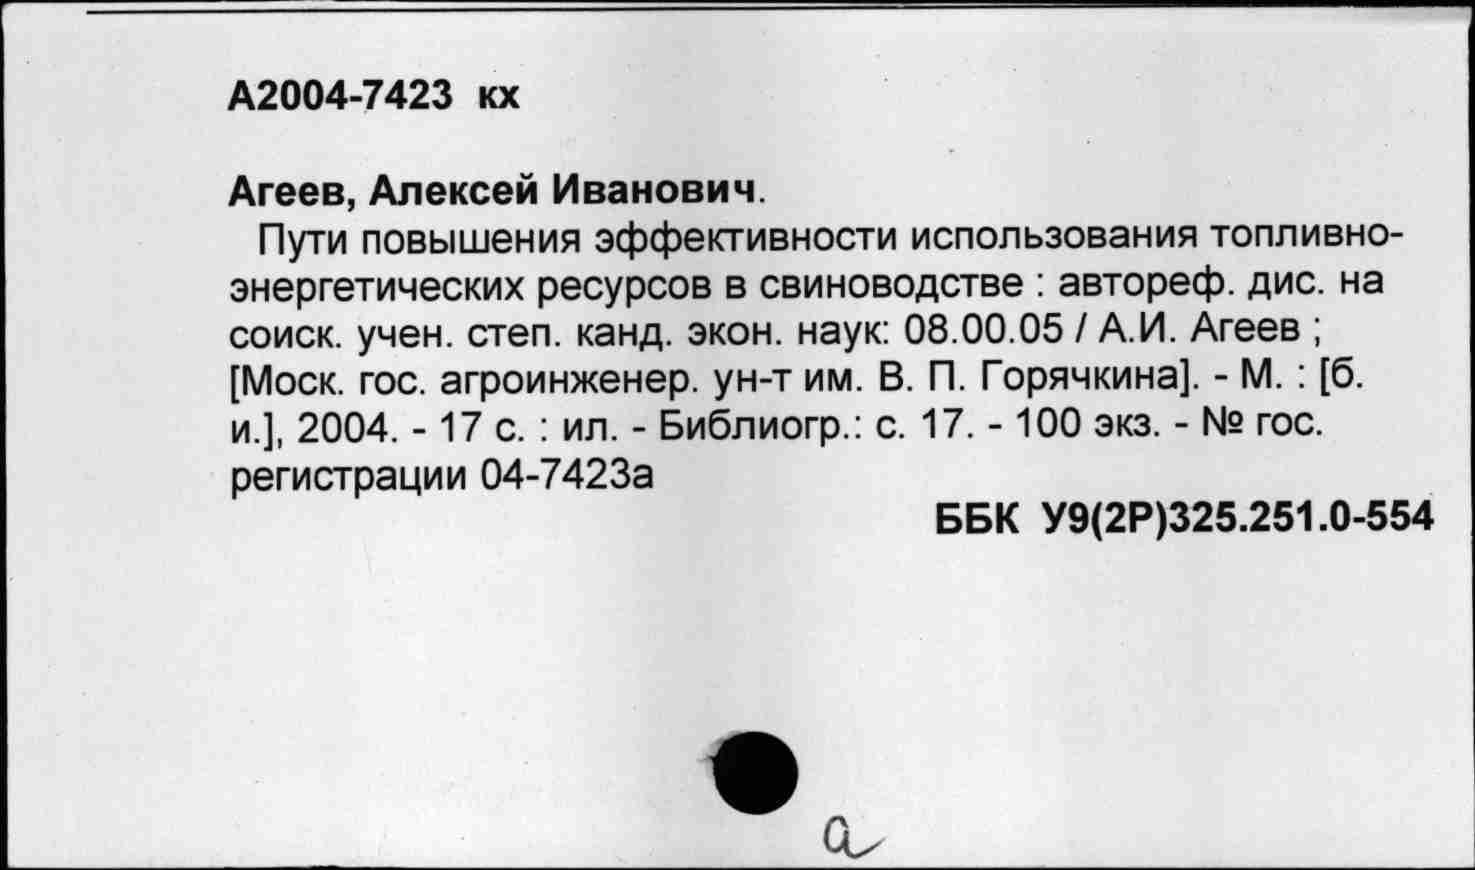 А2004-7423 кх
Агеев, Алексей Иванович.
Пути повышения эффективности использования топливно-
энергетических ресурсов в свиноводстве : автореф. дис. на
соиск. учен. степ. канд. экон. наук: 08.00.05 / А.И. Агеев ;
[Моск. гос. агроинженер. ун-т им. В. П. Горячкина]. - М. : [б.
и.], 2004. - 17 с. : ил. - Библиогр.: с. 17. - 100 экз. - № гос.
регистрации 04-7423а
ББК У9(2Р)325.251.0-554
а